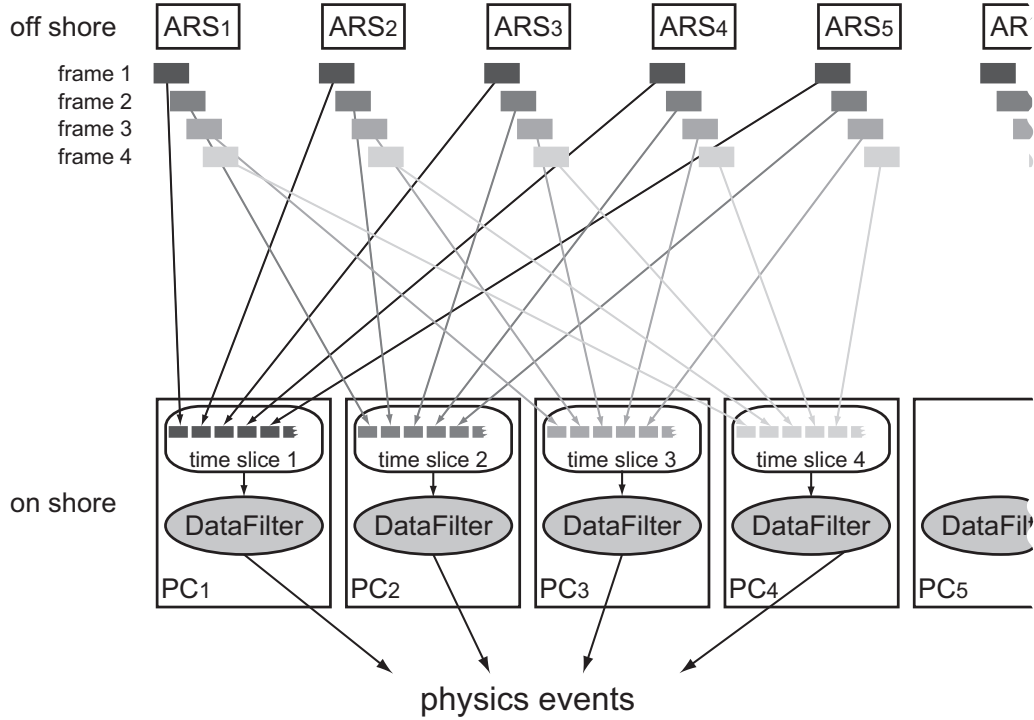 off shore ARS1 ARS2 ARS3 ARS4 ARS5
frame 1
frame 2
frame 3
frame 4
time slice 1 time slice 2 time slice 3 time slice 4
on shore DataFilter DataFilter DataFilter DataFilter
PC1 PC2 PC3 PC4 PC5
physics events